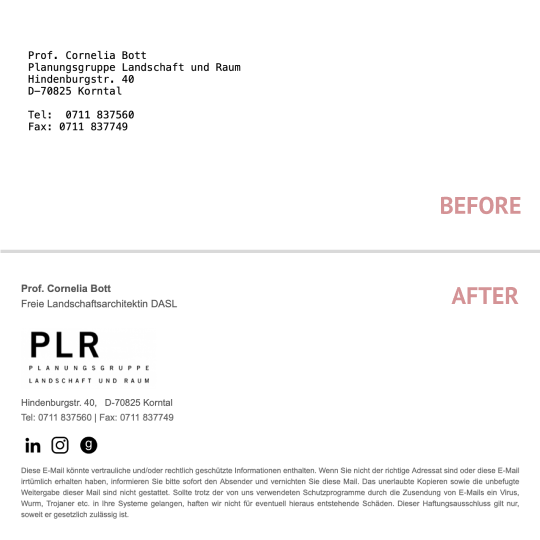 Prof. Cornelia Bott
Planungsgruppe Landschaft und Raum
Hindenburgstr. 40
D-70825 Korntal
Tel: 0711 837560
Fax: 0711 837749
BEFORE
AFTER
Prof. Cornelia Bott
Freie Landschaftsarchitektin DASL
PLR
PLANUNGSGRUPPE
LANDSCHAFT UND RAUM
Hindenburgstr. 40, D-70825 Korntal
Tel: 0711 837560 | Fax: 0711 837749
in g
Diese E-Mail könnte vertrauliche und/oder rechtlich geschützte Informationen enthalten. Wenn Sie nicht der richtige Adressat sind oder diese E-Mail
irrtümlich erhalten haben, informieren Sie bitte sofort den Absender und vernichten Sie diese Mail. Das unerlaubte Kopieren sowie die unbefugte
Weitergabe dieser Mail sind nicht gestattet. Sollte trotz der von uns verwendeten Schutzprogramme durch die Zusendung von E-Mails ein Virus,
Wurm, Trojaner etc. in Ihre Systeme gelangen, haften wir nicht für eventuell hieraus entstehende Schäden. Dieser Haftungsausschluss gilt nur,
soweit er gesetzlich zulässig ist.